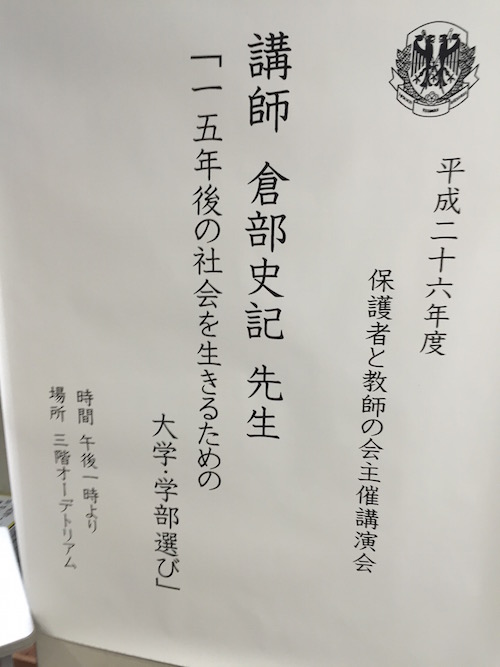 平成二十六年度
保護者と教師の会主催講演会
講師 倉部史記 先生
「一五年後の社会を生きるための
大学・学部選び」
時間 午後一時より
場所 三階オーデトリアム